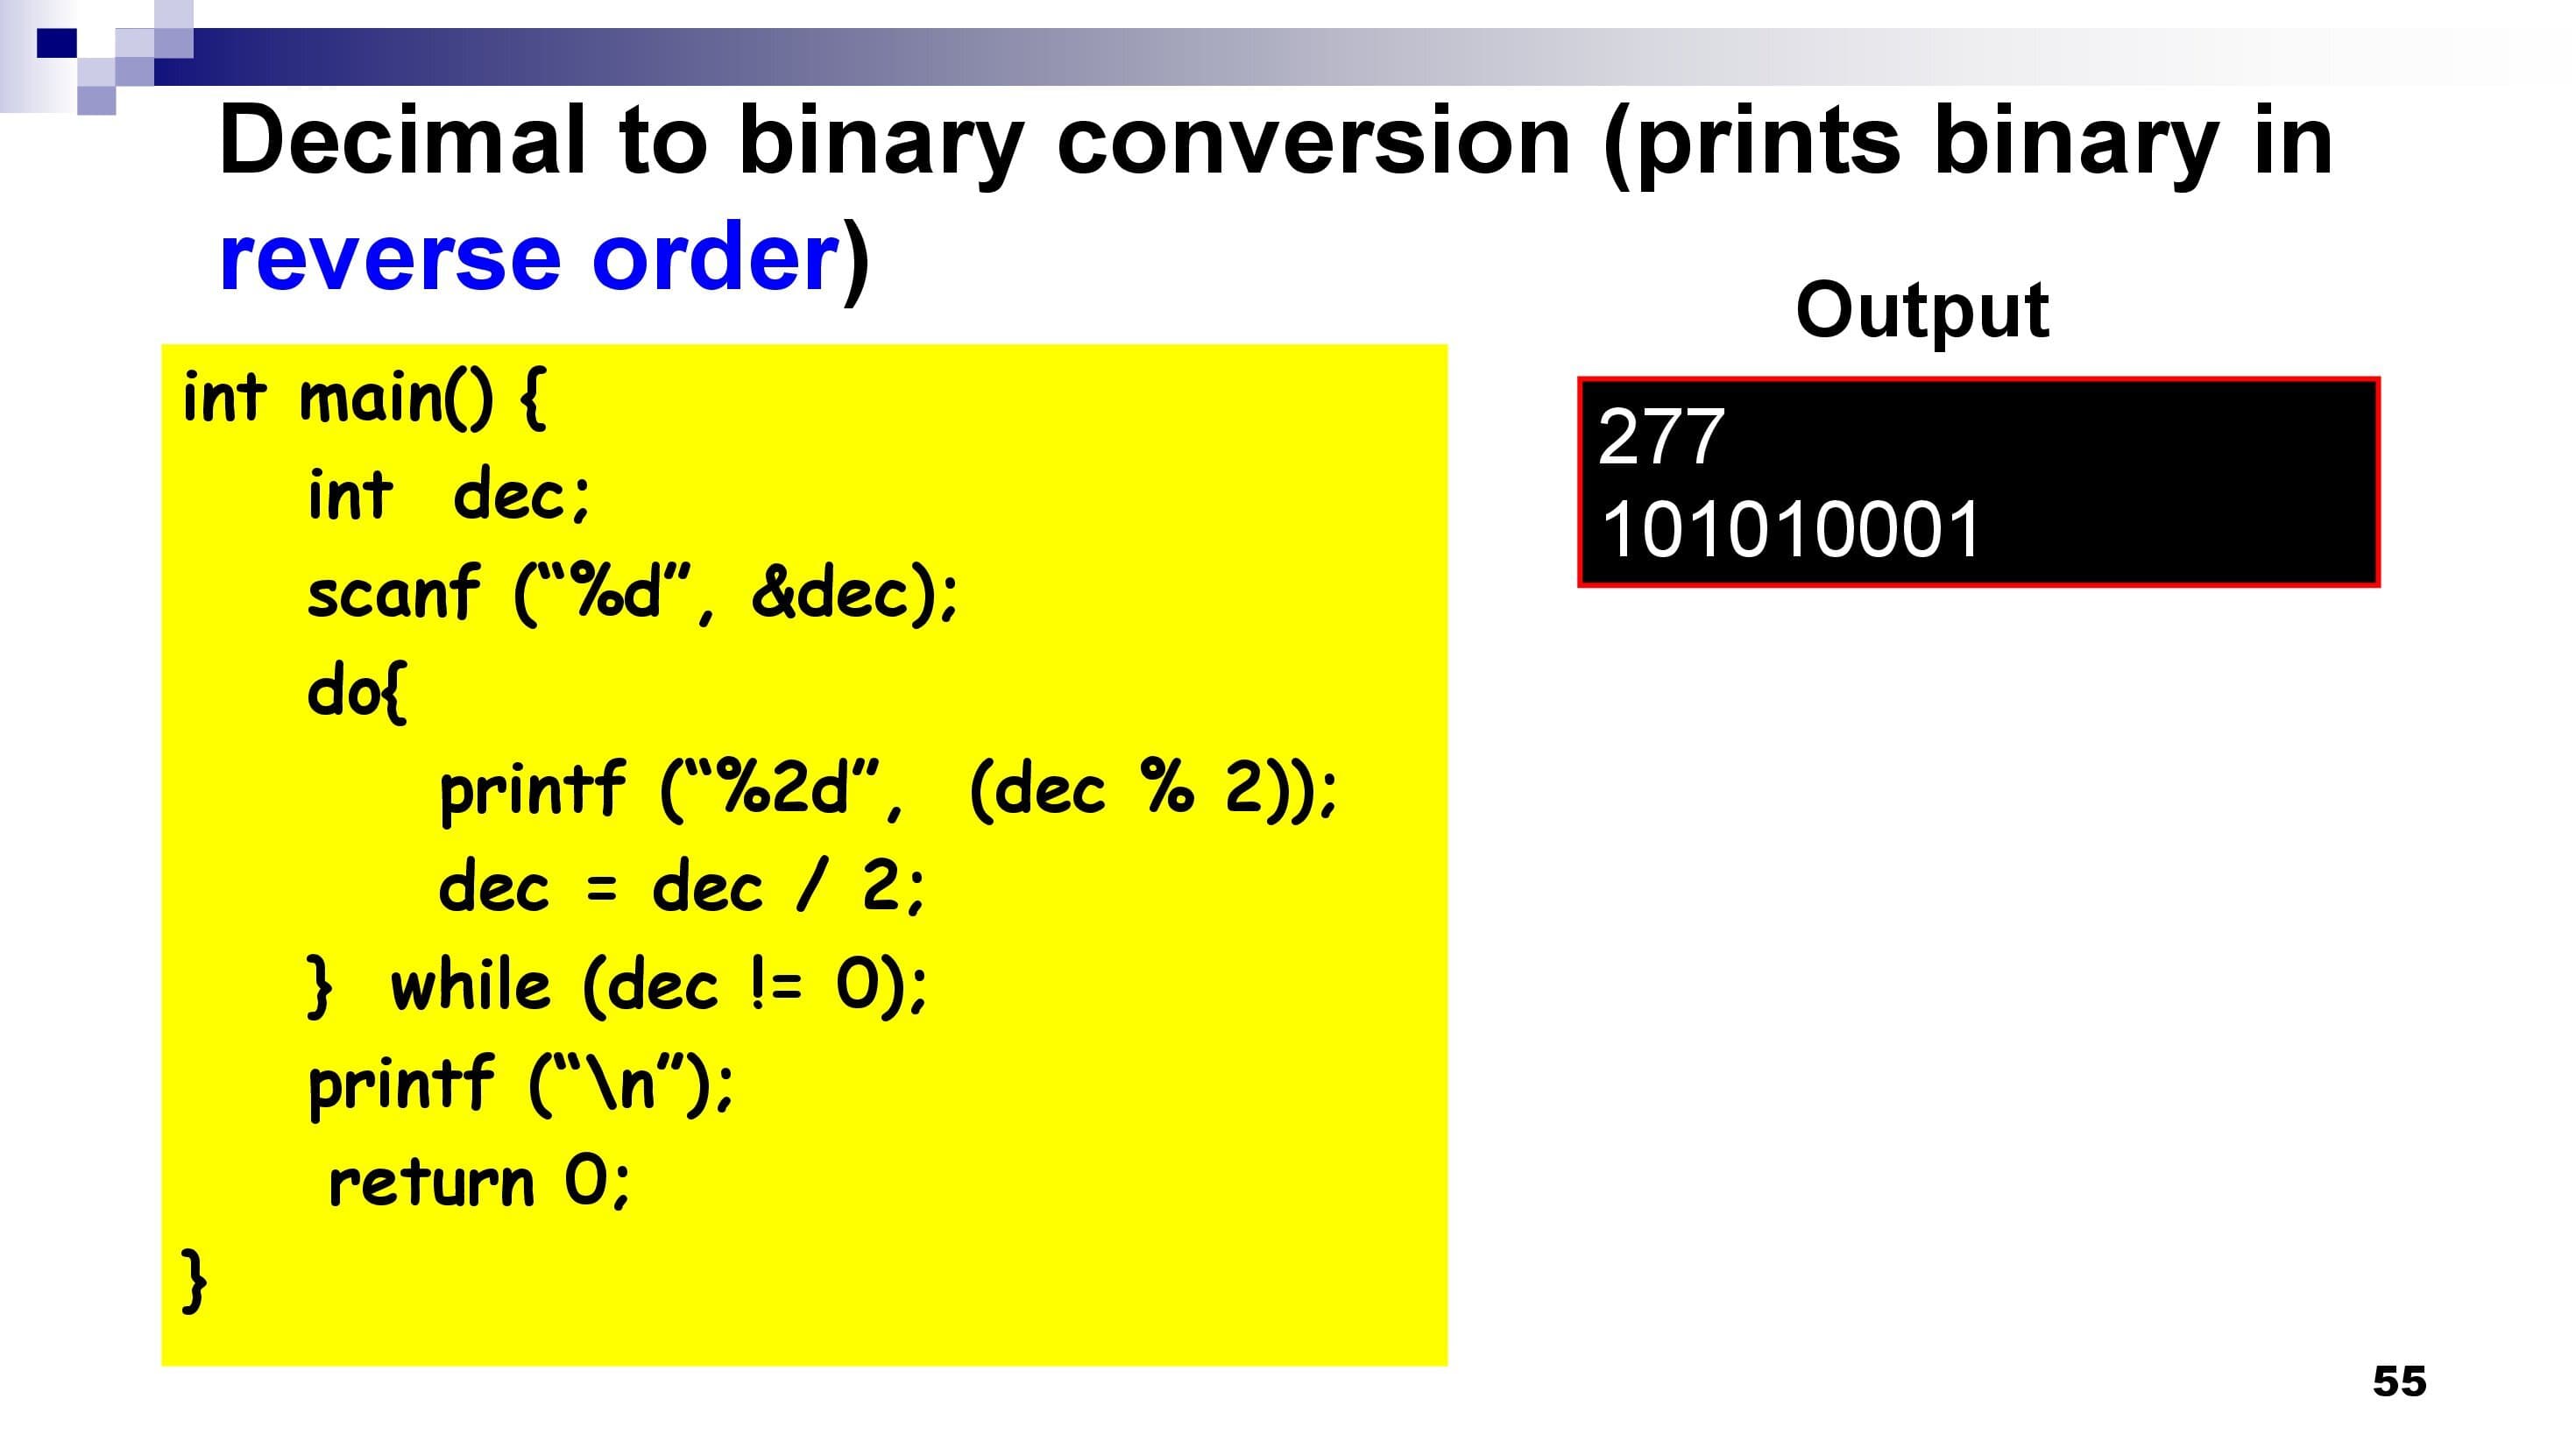 Decimal to binary conversion (prints binary in
reverse order)
Output
int main() {
int dec;
scanf (“%d”, &dec);
do{
printf (“%2d”, (dec % 2));
dec = dec / 2;
} while (dec != 0);
printf (“\n”);
return 0;
}
277
101010001
55